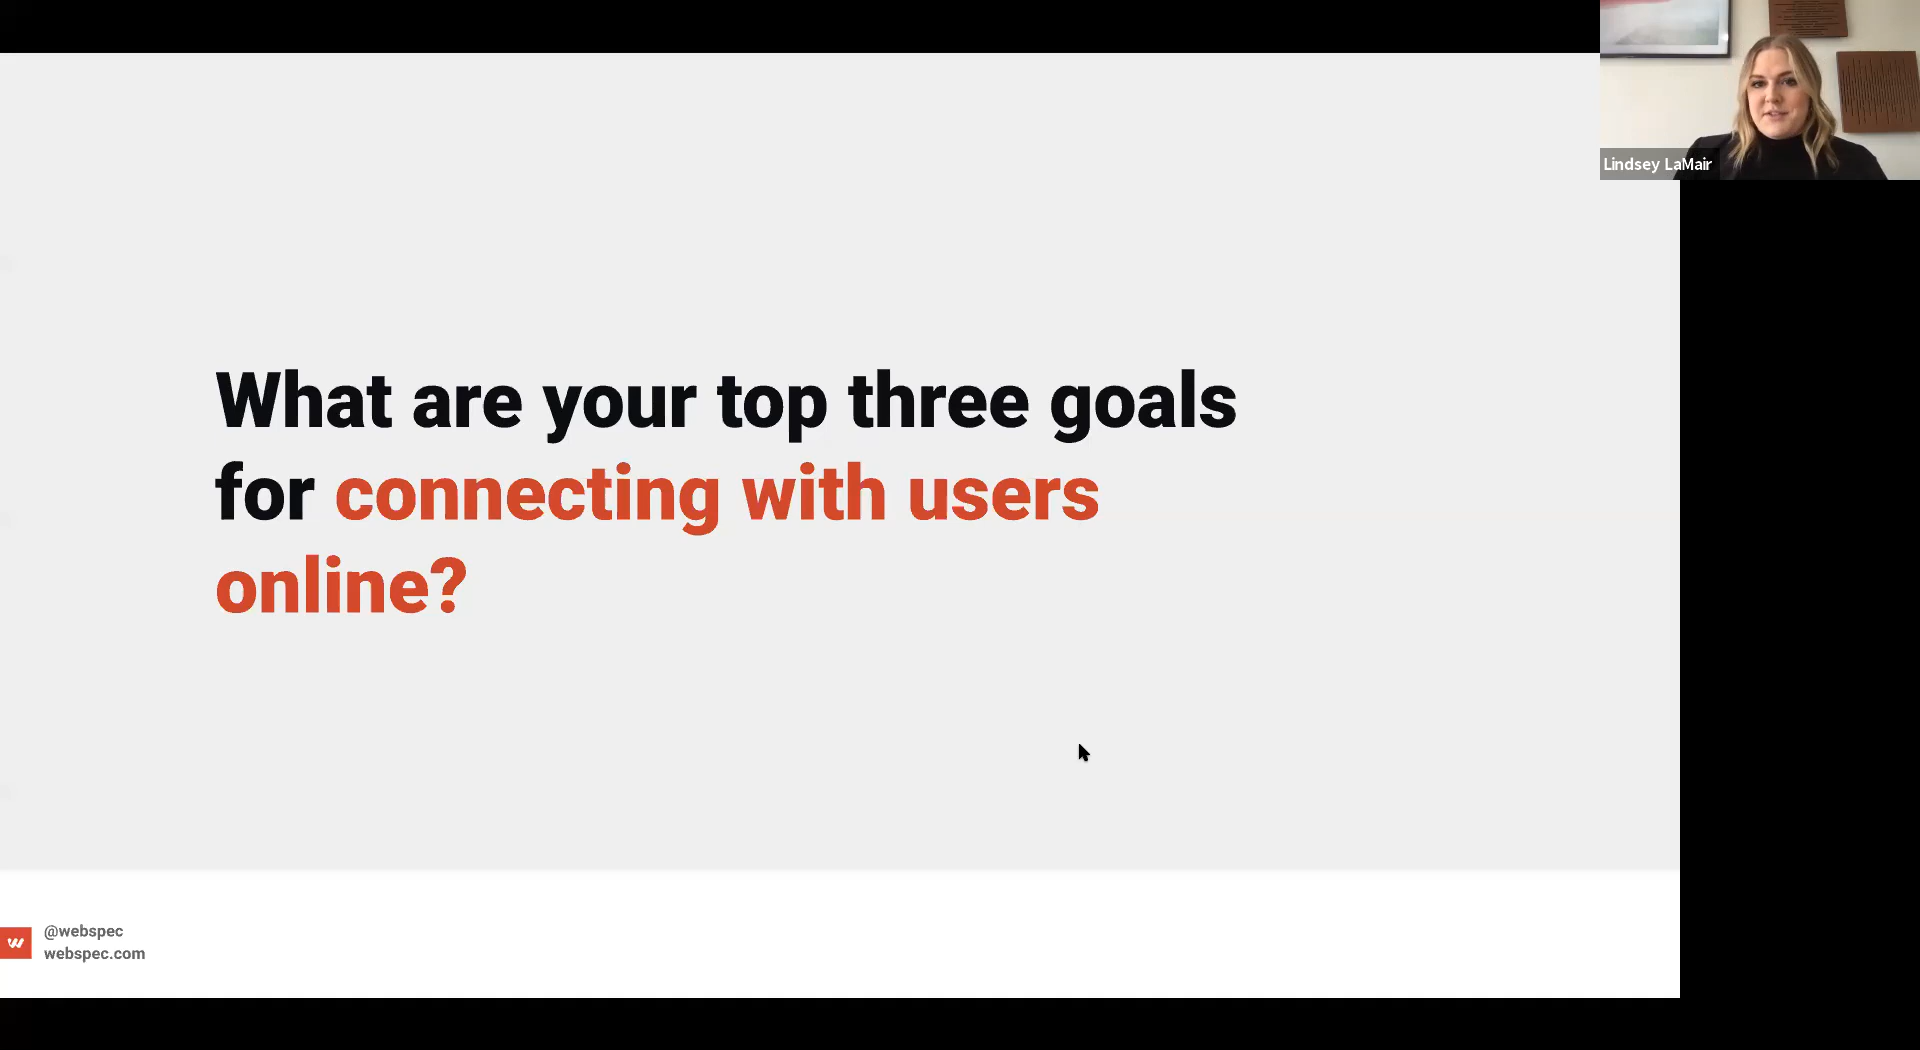 Lindsey LaMair
What are your top three goals
for connecting with users
online?
@webspec
webspec.com